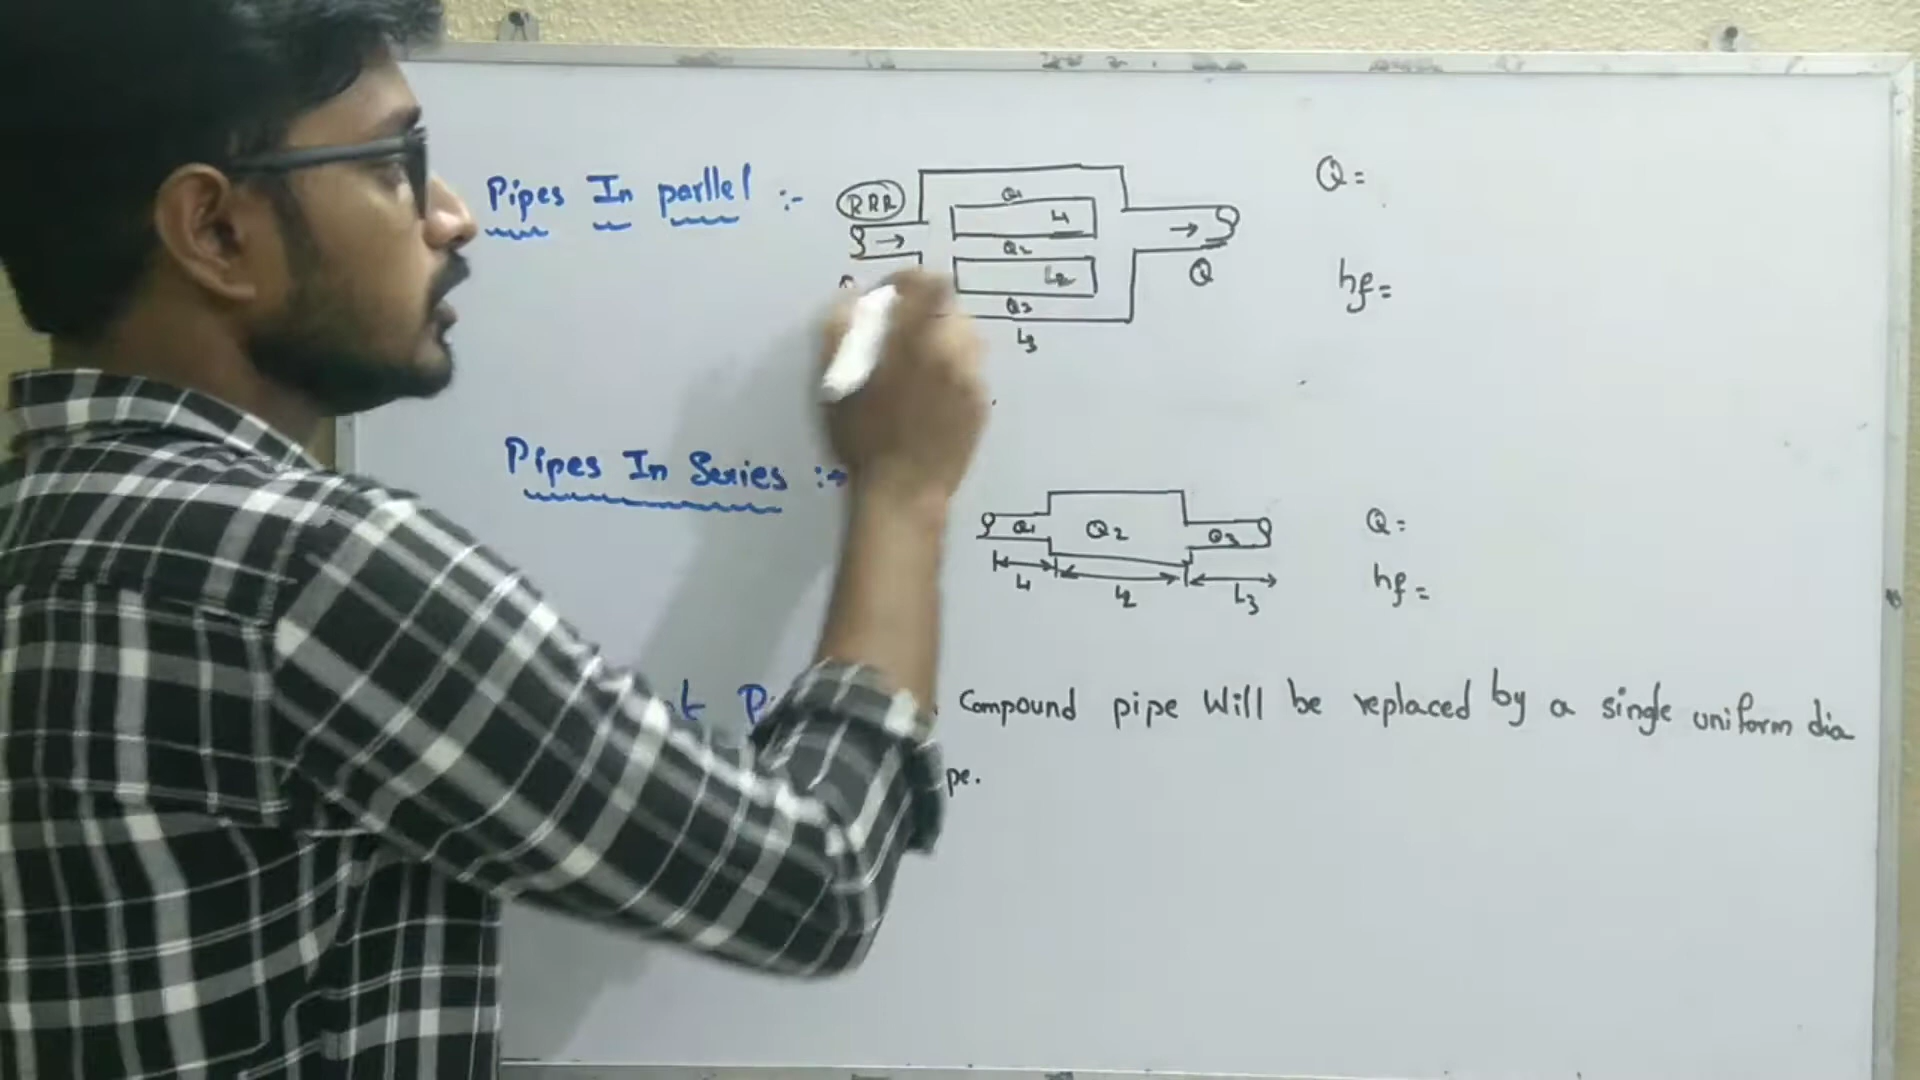 Pipes In parllel :-
RRR
Q1
L1
Q2
L2
Q3
L3
Q
Q=
hf=
Pipes In Series :-
Q1 Q2 Q3
L1 L2 L3
Q=
hf=
Compound pipe Will be replaced by a single uniform dia